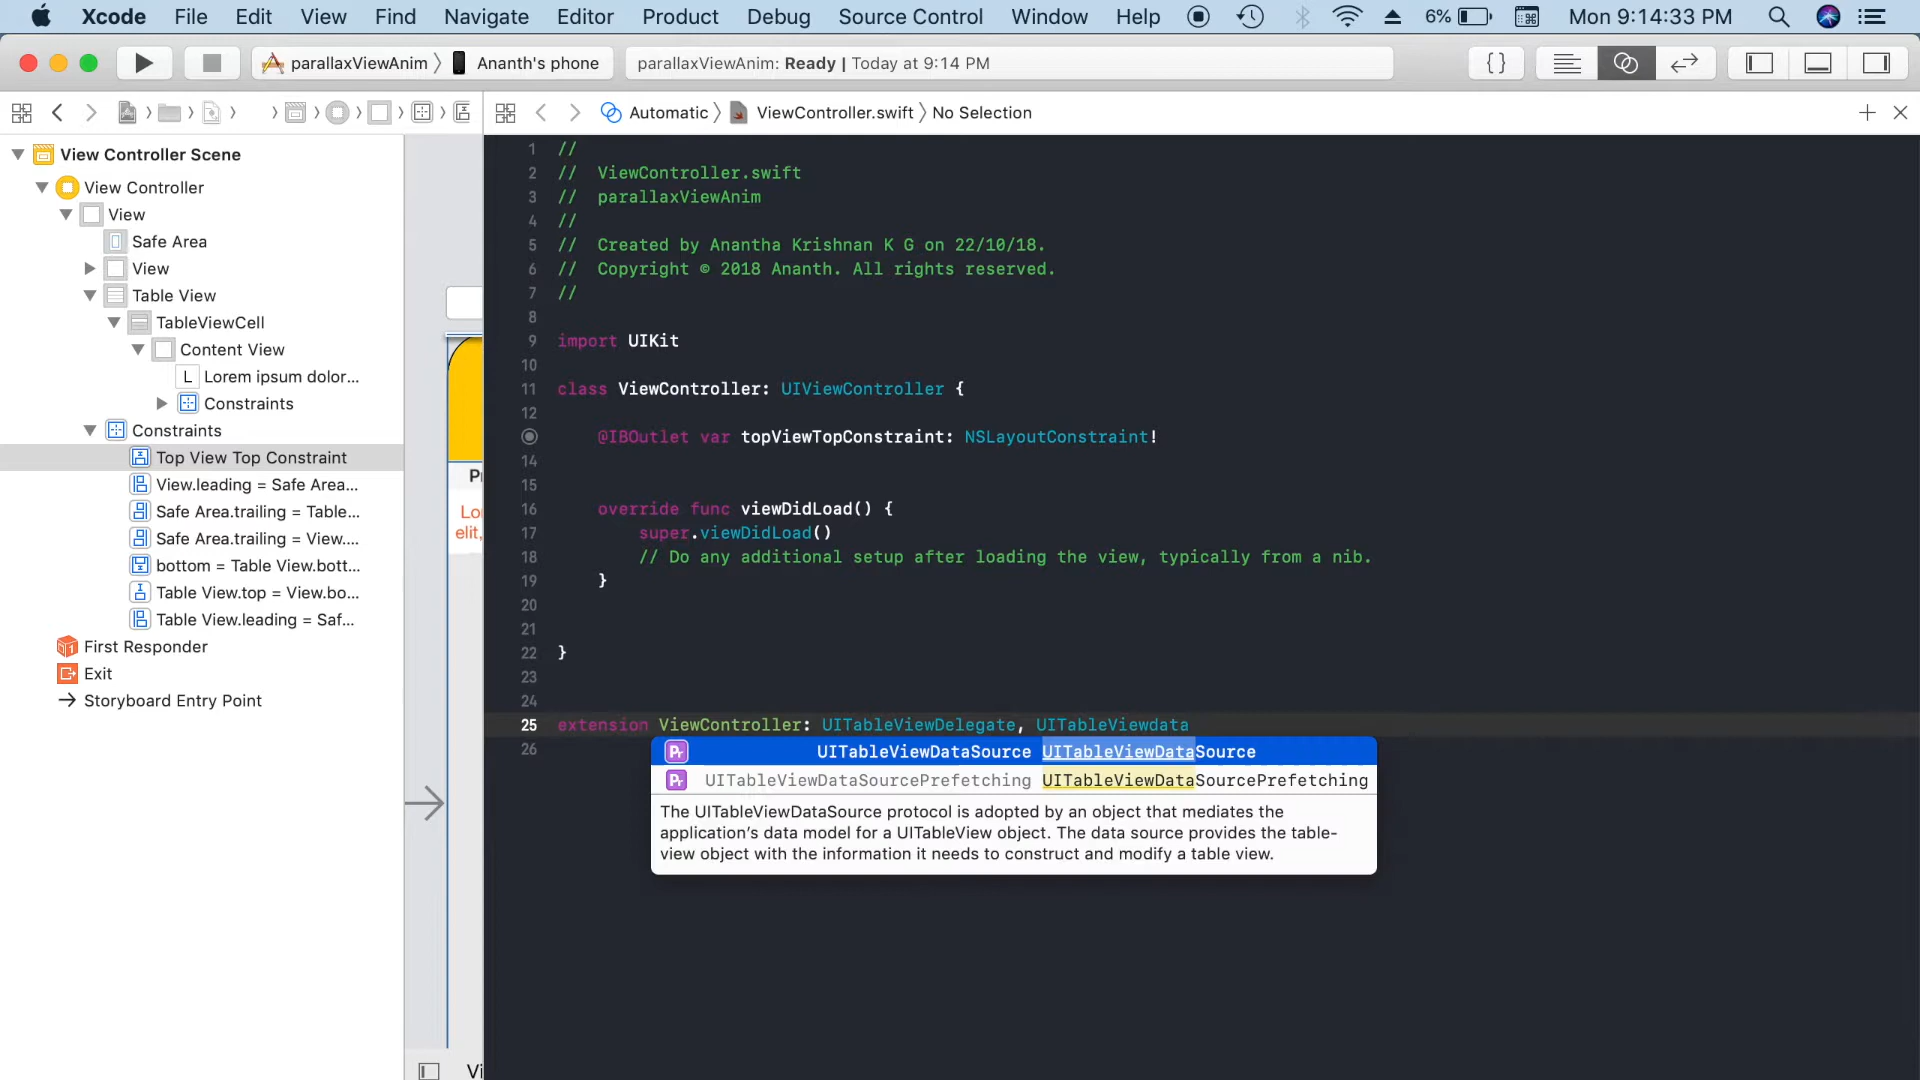 Xcode File Edit View Find Navigate Editor Product Debug Source Control Window Help 6% Mon 9:14:33 PM
parallaxViewAnim Ananth's phone parallaxViewAnim: Ready | Today at 9:14 PM { }
Automatic ViewController.swift No Selection
View Controller Scene
View Controller
View
Safe Area
View
Table View
TableViewCell
Content View
L Lorem ipsum dolor...
Constraints
Constraints
Top View Top Constraint
View.leading = Safe Area...
Safe Area.trailing = Table...
Safe Area.trailing = View....
bottom = Table View.bott...
Table View.top = View.bo...
Table View.leading = Saf...
First Responder
Exit
Storyboard Entry Point
Pr
Lo
elit,
Vi
1 //
2 // ViewController.swift
3 // parallaxViewAnim
4 //
5 // Created by Anantha Krishnan K G on 22/10/18.
6 // Copyright © 2018 Ananth. All rights reserved.
7 //
8
9 import UIKit
10
11 class ViewController: UIViewController {
12
@IBOutlet var topViewTopConstraint: NSLayoutConstraint!
14
15
16 override func viewDidLoad() {
17 super.viewDidLoad()
18 // Do any additional setup after loading the view, typically from a nib.
19 }
20
21
22 }
23
24
25 extension ViewController: UITableViewDelegate, UITableViewdata
26
Pr UITableViewDataSource UITableViewDataSource
Pr UITableViewDataSourcePrefetching UITableViewDataSourcePrefetching
The UITableViewDataSource protocol is adopted by an object that mediates the
application's data model for a UITableView object. The data source provides the table-
view object with the information it needs to construct and modify a table view.